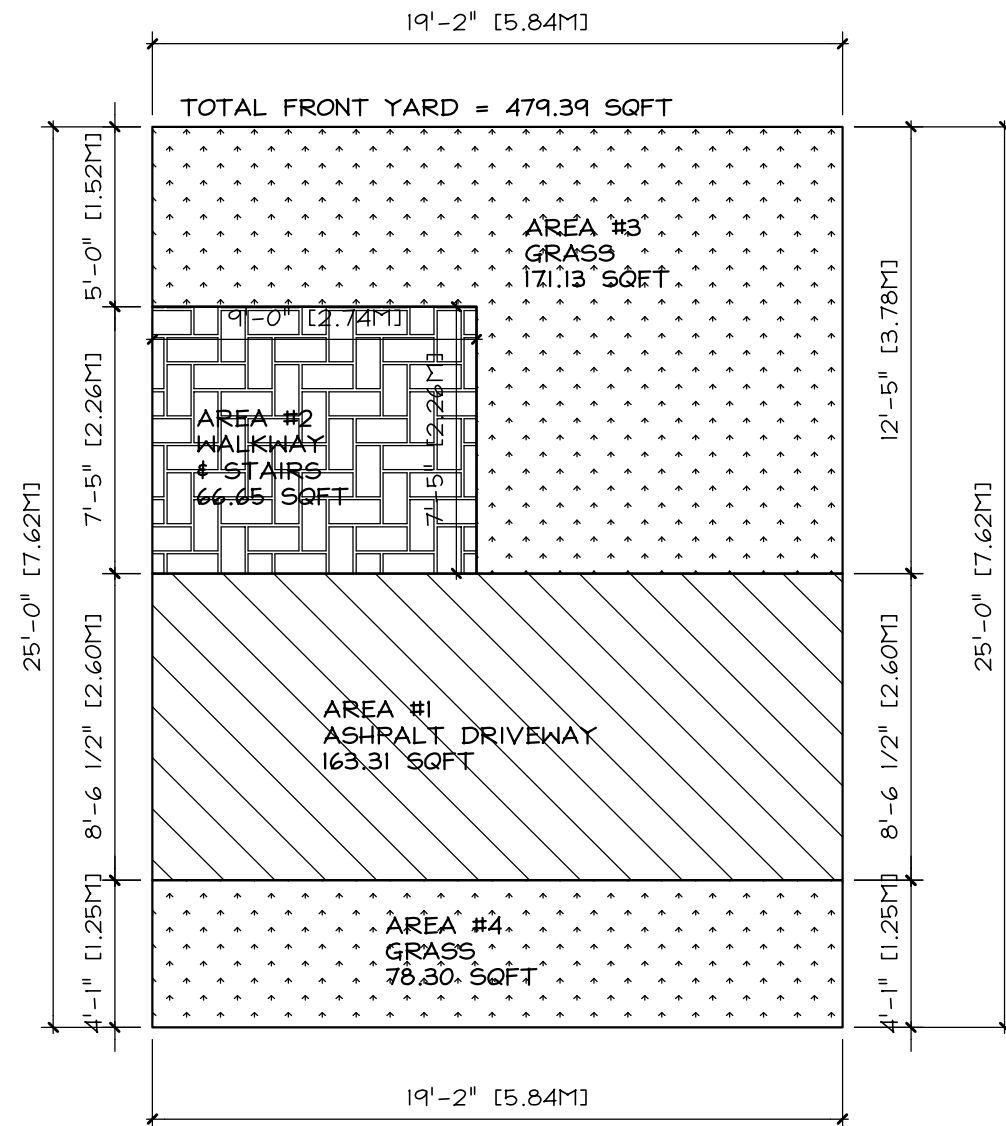 19'-2" [5.84M]
TOTAL FRONT YARD = 479.39 SQFT
5'-0" [1.52M]
AREA #3
GRASS
171.13 SQFT
12'-5" [3.78M]
9'-0" [2.74M]
7'-5" [2.26M]
7'-5" [2.26M]
AREA #2
WALKWAY
& STAIRS
66.65 SQFT
25'-0" [7.62M]
25'-0" [7.62M]
8'-6 1/2" [2.60M]
AREA #1
ASHPALT DRIVEWAY
163.31 SQFT
8'-6 1/2" [2.60M]
4'-1" [1.25M]
AREA #4
GRASS
78.30 SQFT
4'-1" [1.25M]
19'-2" [5.84M]